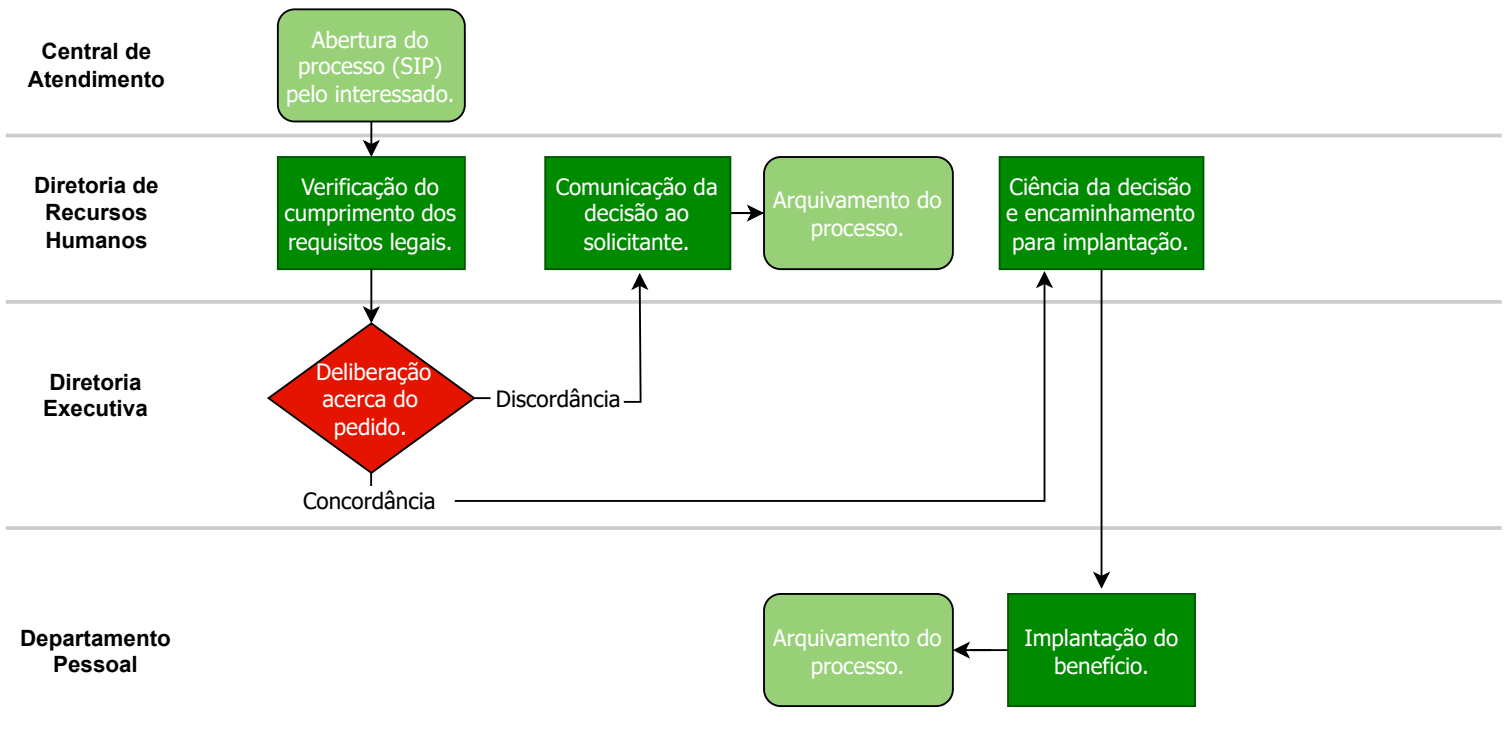 Central de
Atendimento
Abertura do
processo (SIP)
pelo interessado.
Diretoria de
Recursos
Humanos
Verificação do
cumprimento dos
requisitos legais.
Comunicação da
decisão ao
solicitante.
Arquivamento do
processo.
Ciência da decisão
e encaminhamento
para implantação.
Diretoria
Executiva
Deliberação
acerca do
pedido.
Discordância
Concordância
Departamento
Pessoal
Arquivamento do
processo.
Implantação do
benefício.